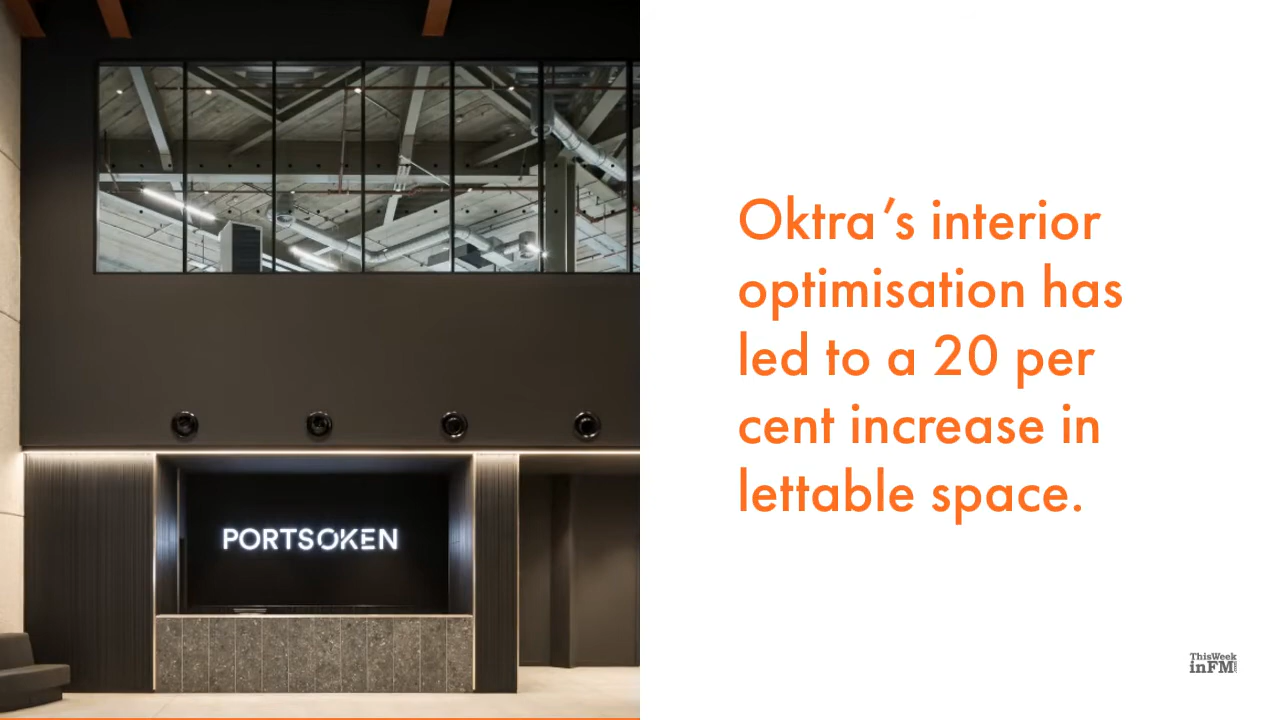 PORTSOKEN
Oktra's interior
optimisation has
led to a 20 per
cent increase in
lettable space.
ThisWeek
inFM